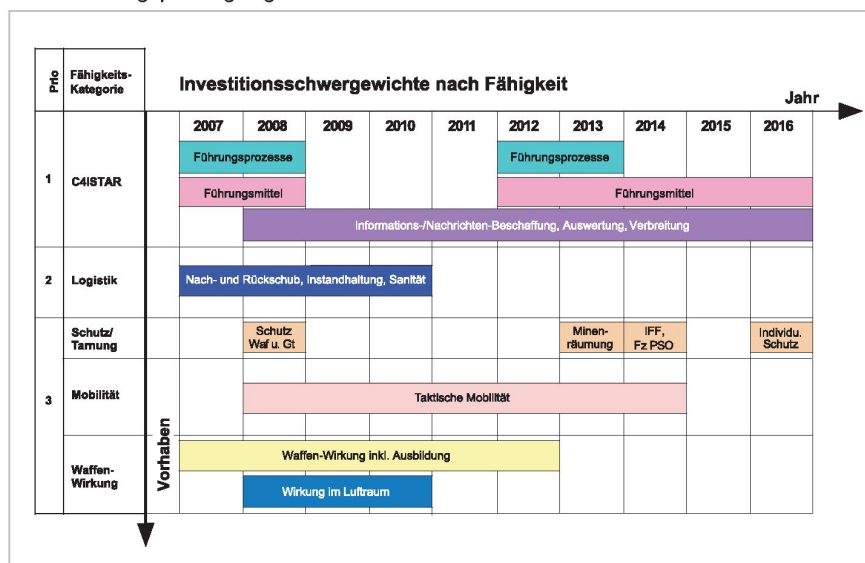 Investitionsschwergewichte nach Fähigkeit
Prio
Fähigkeits-
Kategorie
Jahr
2007 2008 2009 2010 2011 2012 2013 2014 2015 2016
1
C4ISTAR
Führungsprozesse
Führungsprozesse
Führungsmittel
Führungsmittel
Informations-/Nachrichten-Beschaffung, Auswertung, Verbreitung
2
Logistik
Nach- und Rückschub, Instandhaltung, Sanität
3
Schutz/
Tarnung
Schutz
Waf u. Gt
Minen-
räumung
IFF,
Fz PSO
Individu.
Schutz
Mobilität
Taktische Mobilität
Waffen-
Wirkung
Waffen-Wirkung inkl. Ausbildung
Wirkung im Luftraum
Vorhaben